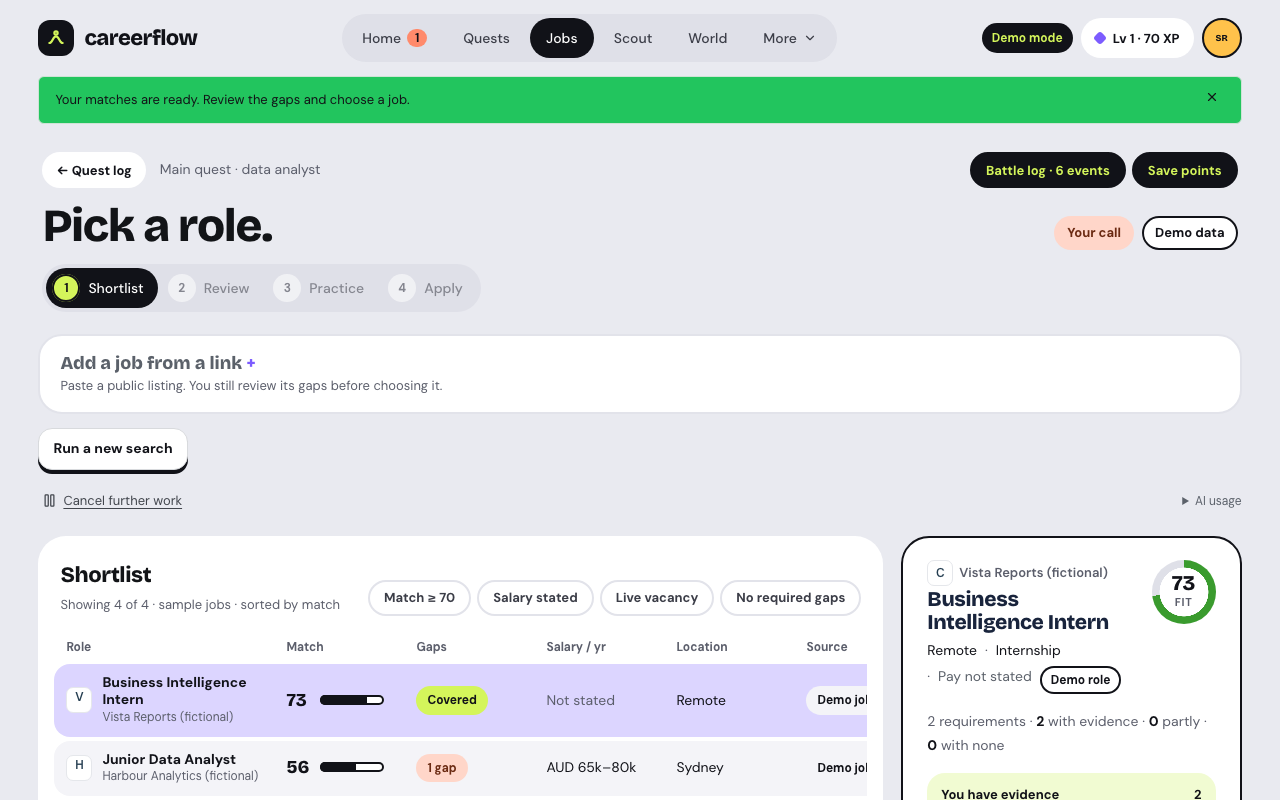 careerflow
Home 1 Quests Jobs Scout World More
Demo mode Lv 1 · 70 XP SR
Your matches are ready. Review the gaps and choose a job. ×
← Quest log Main quest · data analyst
Battle log · 6 events Save points
Pick a role.
Your call Demo data
1 Shortlist 2 Review 3 Practice 4 Apply
Add a job from a link +
Paste a public listing. You still review its gaps before choosing it.
Run a new search
Cancel further work
AI usage
Shortlist
Showing 4 of 4 · sample jobs · sorted by match
Match ≥ 70 Salary stated Live vacancy No required gaps
Role Match Gaps Salary / yr Location Source
V Business Intelligence
Intern
Vista Reports (fictional)
73 Covered Not stated Remote Demo
H Junior Data Analyst
Harbour Analytics (fictional)
56 1 gap AUD 65k–80k Sydney Demo
C Vista Reports (fictional)
73
FIT
Business
Intelligence Intern
Remote · Internship
· Pay not stated Demo role
2 requirements · 2 with evidence · 0 partly ·
0 with none
You have evidence 2